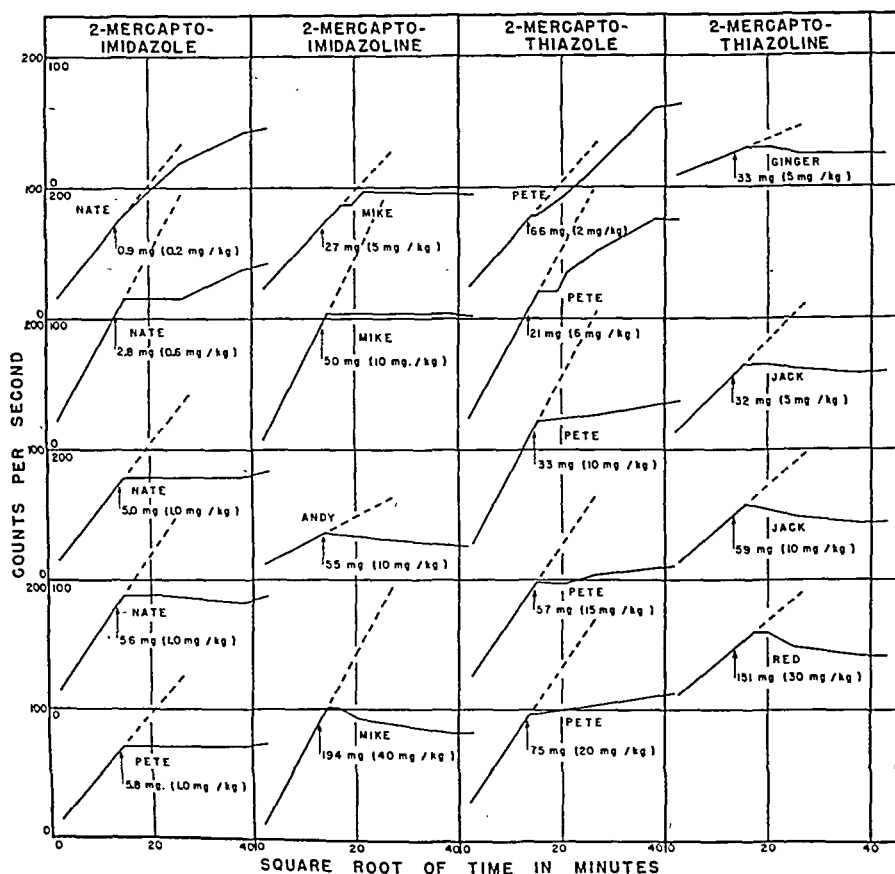 2-MERCAPTO-
IMIDAZOLE
2-MERCAPTO-
IMIDAZOLINE
2-MERCAPTO-
THIAZOLE
2-MERCAPTO-
THIAZOLINE
COUNTS PER SECOND
200
100
0
100
200
0
200
100
0
100
200
0
200
100
0
100
0
NATE
0.9 mg (0.2 mg/kg)
NATE
2.8 mg (0.6 mg/kg)
NATE
5.0 mg (1.0 mg/kg)
NATE
5.6 mg (1.0 mg/kg)
PETE
5.8 mg. (1.0 mg/kg)
MIKE
27 mg (5 mg/kg)
MIKE
50 mg (10 mg./kg)
ANDY
55 mg (10 mg/kg)
MIKE
194 mg (40 mg/kg)
PETE
6.6 mg (2 mg/kg)
PETE
21 mg (6 mg/kg)
PETE
33 mg (10 mg/kg)
PETE
57 mg (15 mg/kg)
PETE
75 mg (20 mg/kg)
GINGER
33 mg (5 mg/kg)
JACK
32 mg (5 mg/kg)
JACK
59 mg (10 mg/kg)
RED
151 mg (30 mg/kg)
0 20 40 20 40 20 40 20 40
SQUARE ROOT OF TIME IN MINUTES